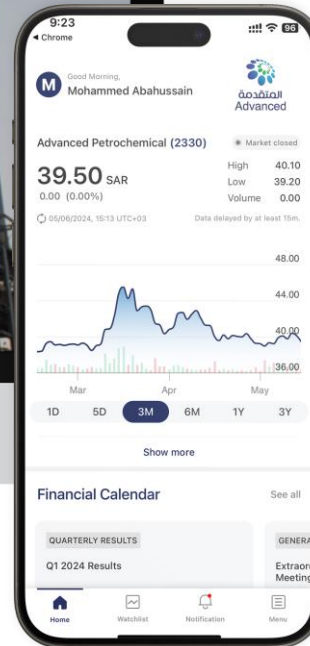 9:23
96
◄ Chrome
M
Good Morning,
Mohammed Abahussain
المتقدمة
Advanced
Advanced Petrochemical (2330)
Market closed
39.50 SAR
0.00 (0.00%)
High 40.10
Low 39.20
Volume 0.00
05/06/2024, 15:13 UTC+03
Data delayed by at least 15m.
48.00
44.00
40.00
36.00
Mar Apr May
1D 5D 3M 6M 1Y 3Y
Show more
Financial Calendar
See all
QUARTERLY RESULTS
Q1 2024 Results
GENERA
Extraor
Meeting
Home Watchlist Notification Menu